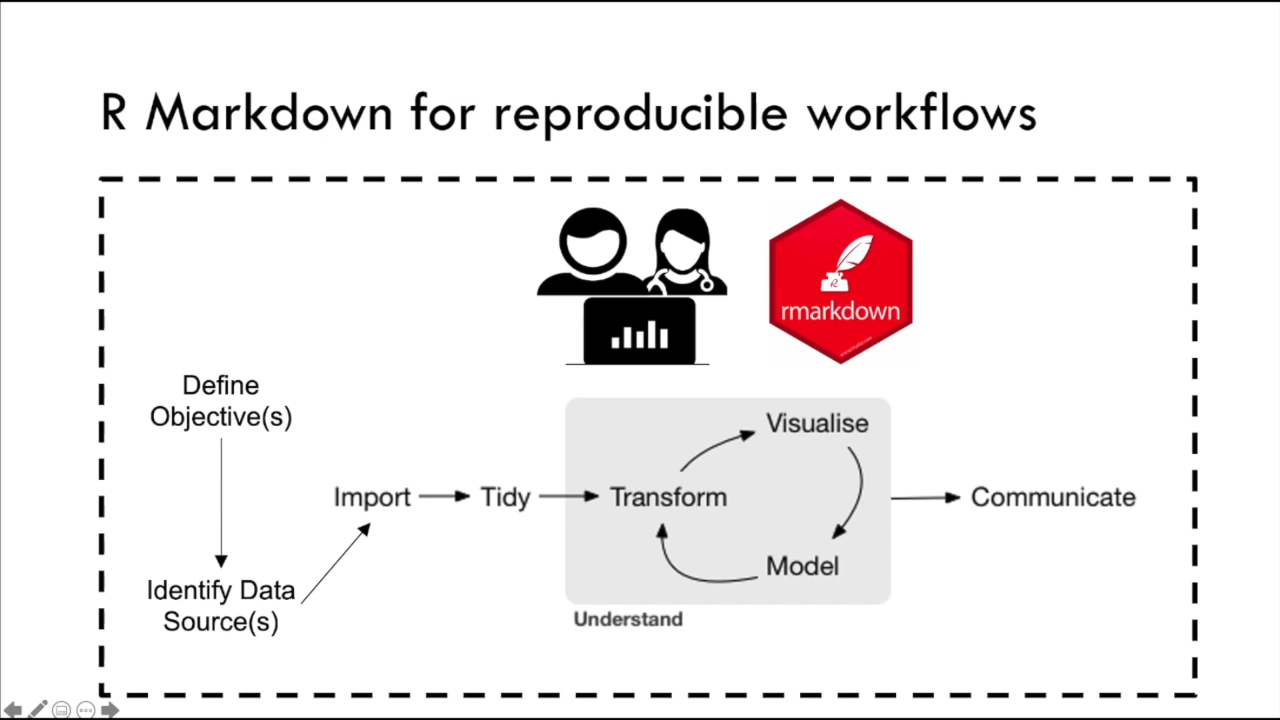 R Markdown for reproducible workflows
rmarkdown
Define
Objective(s)
Visualise
Import
Tidy
Transform
Communicate
Model
Identify Data
Source(s)
Understand